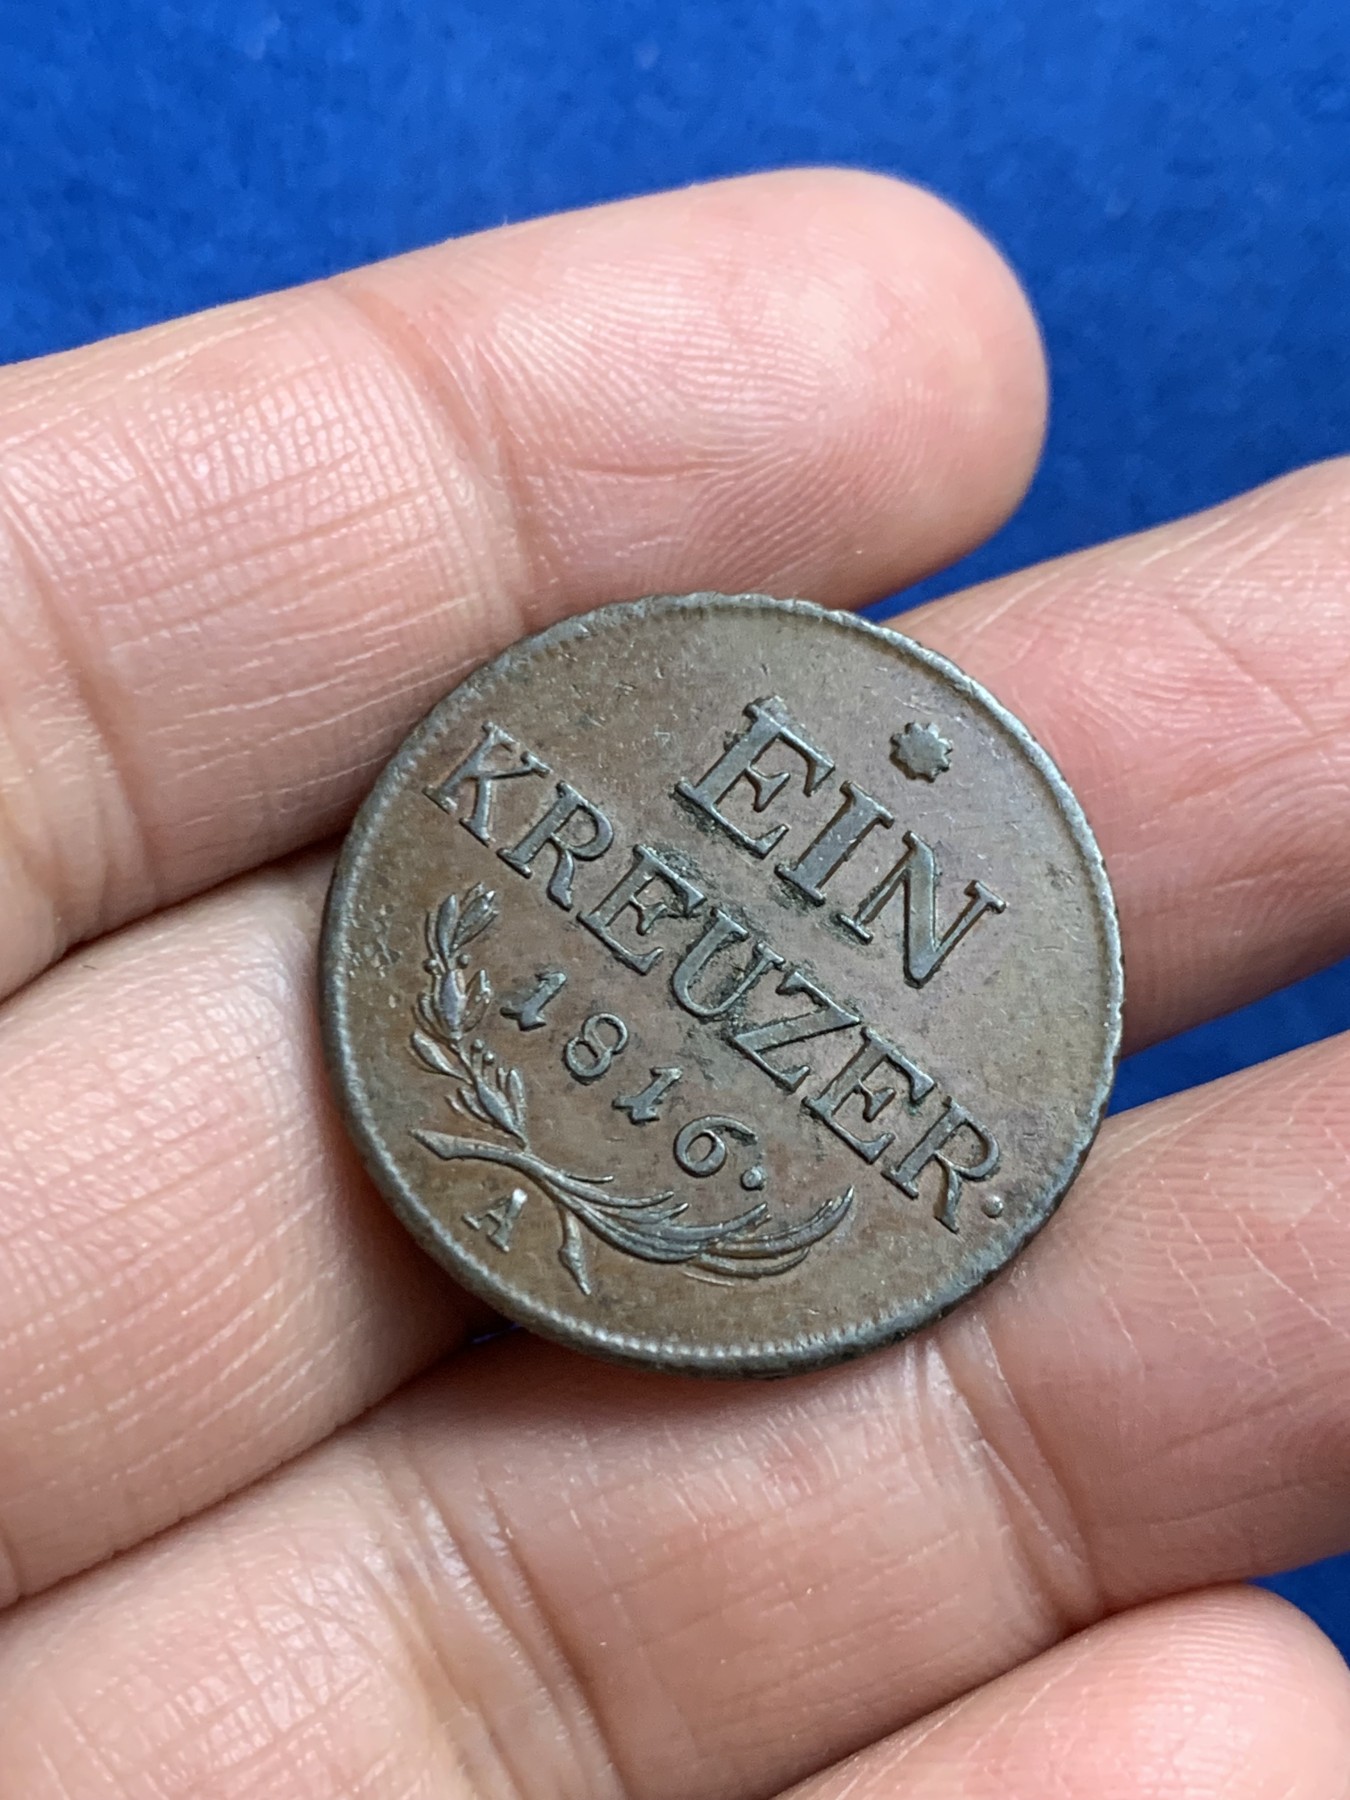 EIN
KREUZER.
1816.
A